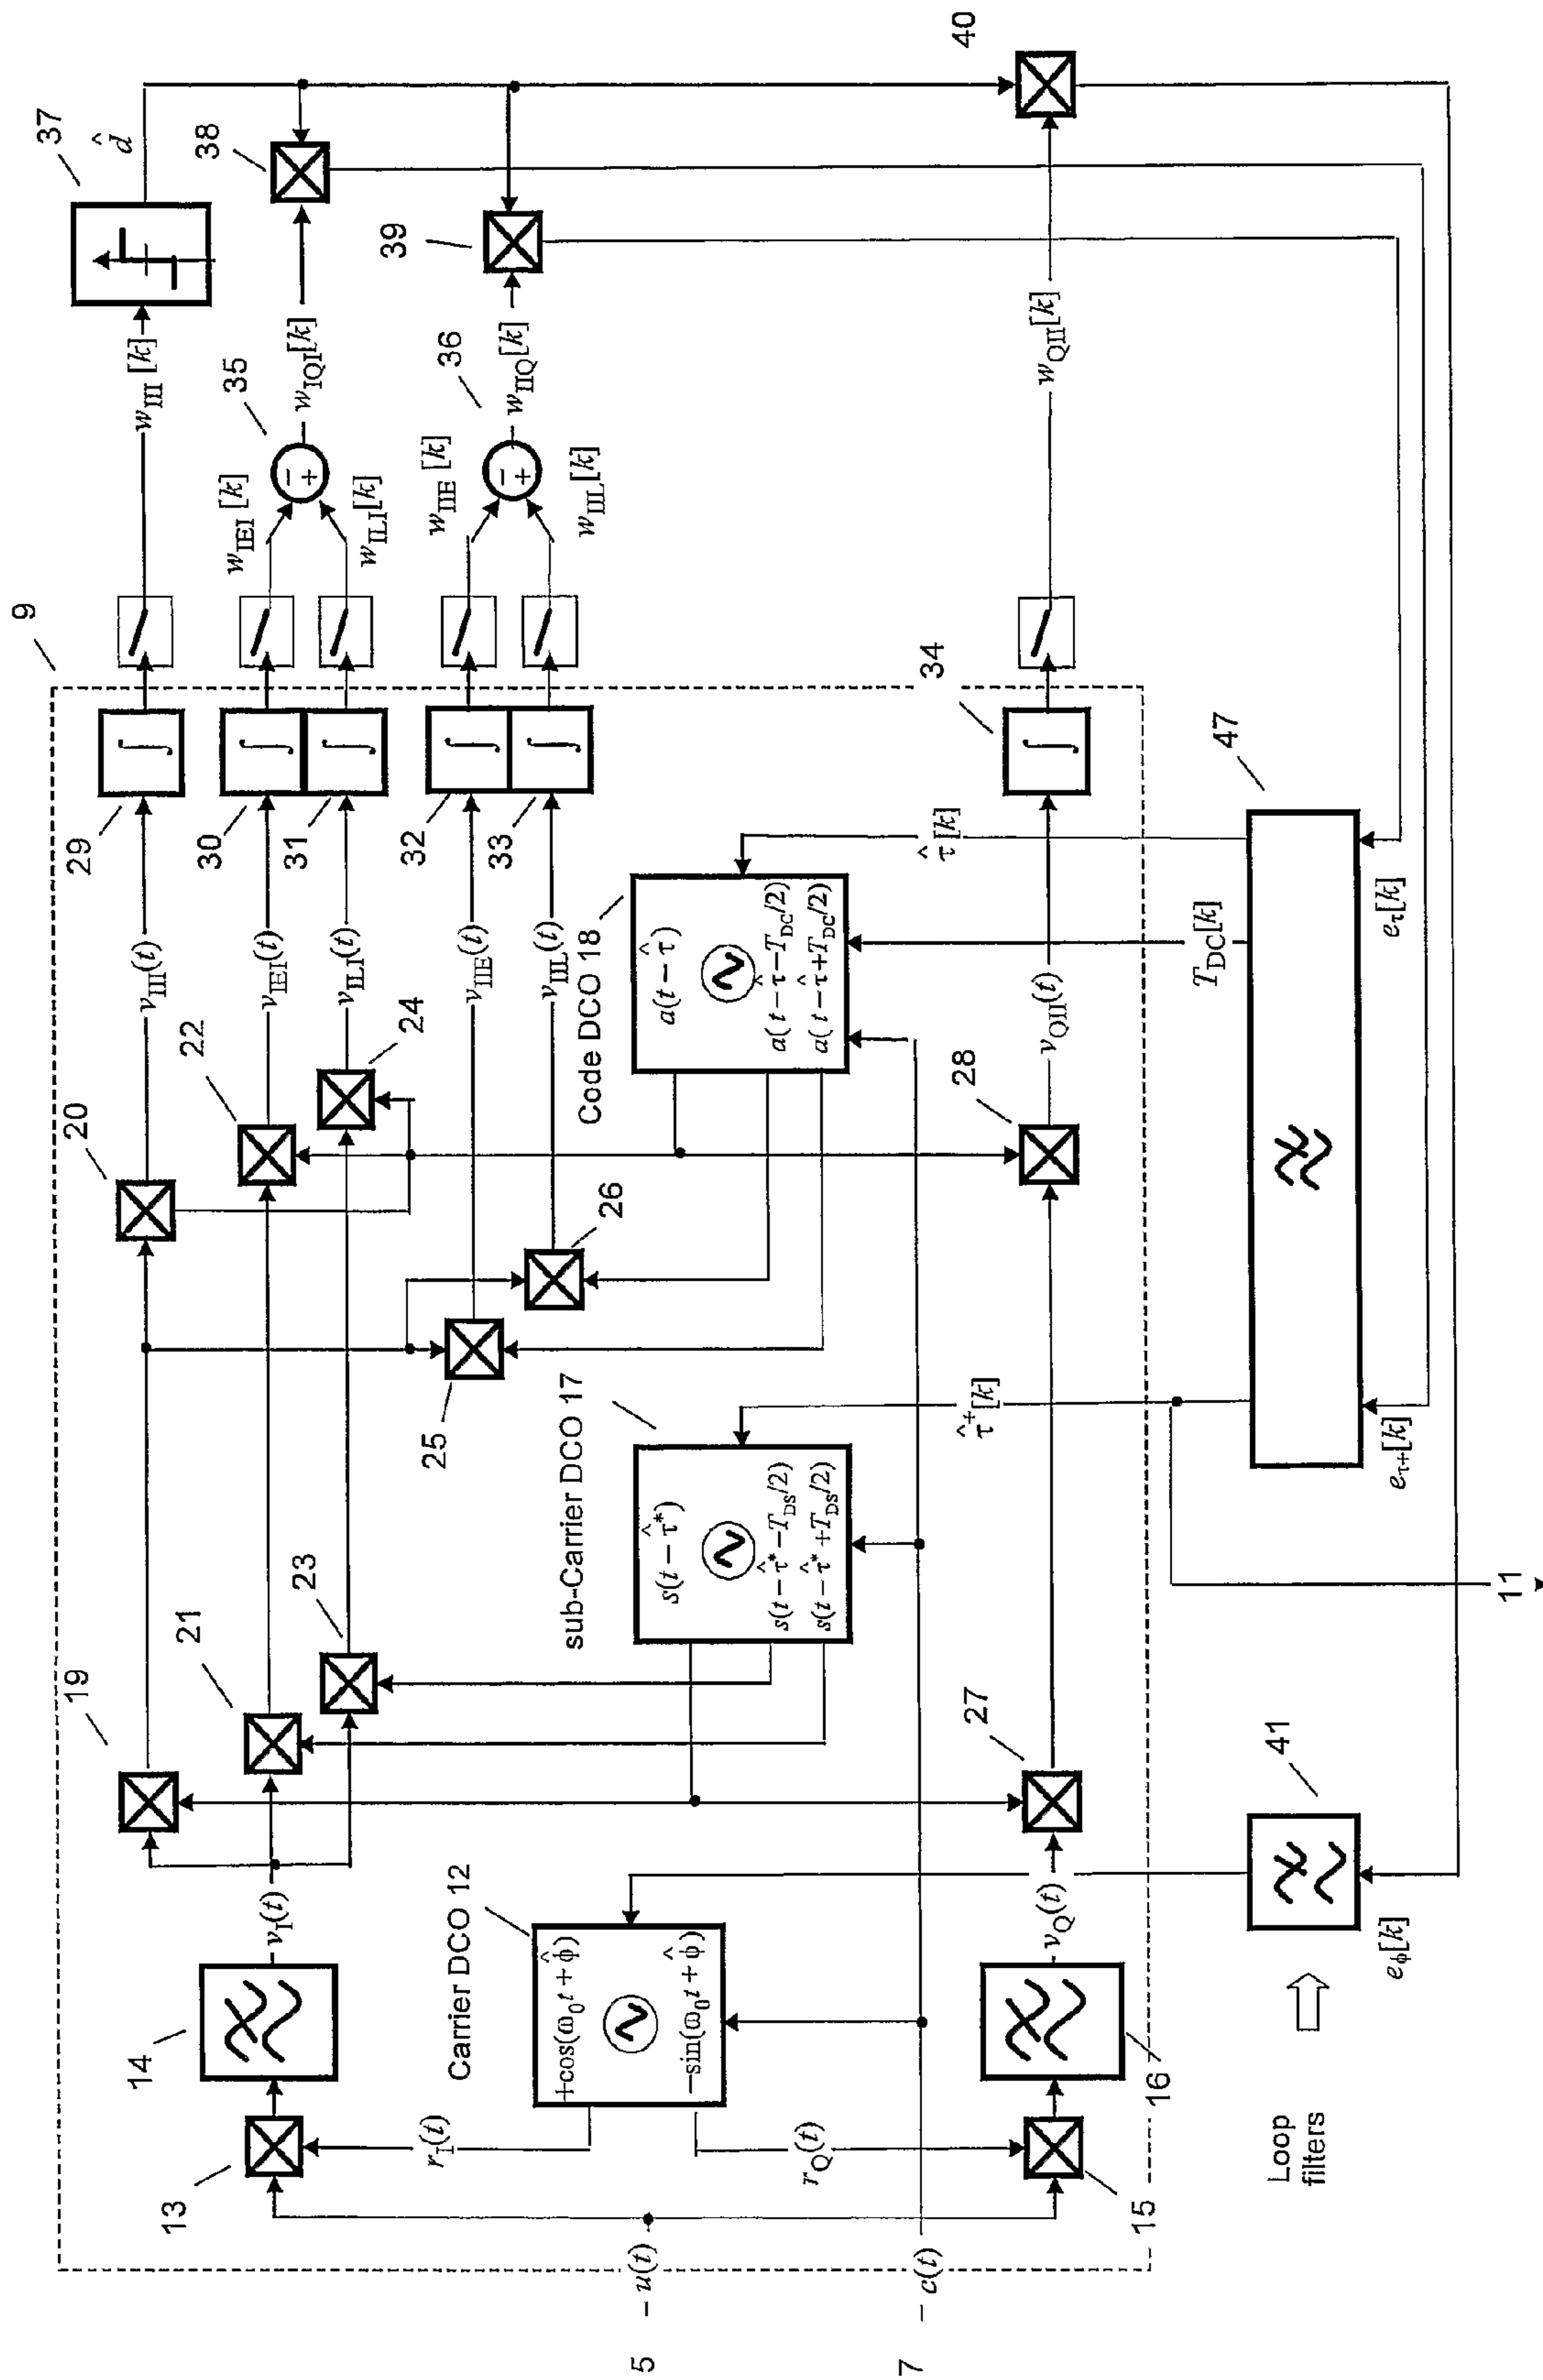 9
37
d̂
20
29
v_III(t)
w_III [k]
38
40
19
22
30
v_IEI(t)
w_IEI [k]
35
w_IQI[k]
21
24
31
v_ILI(t)
w_ILI[k]
14
v_I(t)
23
39
13
25
32
v_IIE(t)
w_IIE [k]
36
w_IIQ[k]
r_I(t)
26
33
v_IIL(t)
w_IIL[k]
Carrier DCO 12
sub-Carrier DCO 17
Code DCO 18
+cos(ω₀t + φ̂)
−sin(ω₀t + φ̂)
s(t − τ̂*)
s(t − τ̂* − T_DS/2)
s(t − τ̂* + T_DS/2)
a(t − τ̂)
a(t − τ̂ − T_DC/2)
a(t − τ̂ + T_DC/2)
5
u(t)
r_Q(t)
7
c(t)
τ̂⁺[k]
τ̂[k]
34
27
28
v_Q(t)
v_QII(t)
w_QII[k]
15
16
T_DC[k]
41
47
Loop
filters
e_φ[k]
e_τ+[k]
e_τ[k]
11